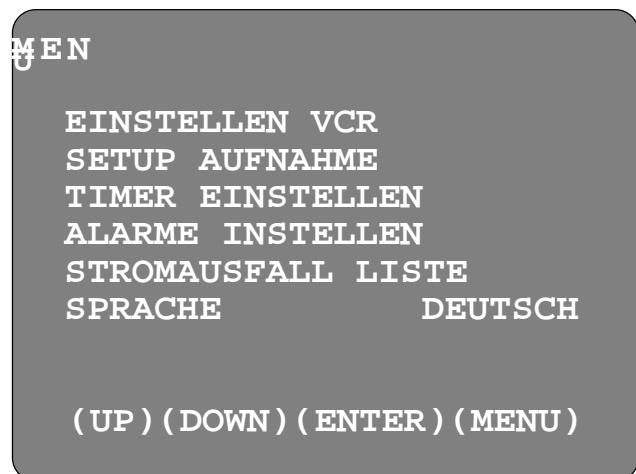 MENU
EINSTELLEN VCR
SETUP AUFNAHME
TIMER EINSTELLEN
ALARME INSTELLEN
STROMAUSFALL LISTE
SPRACHE DEUTSCH
(UP)(DOWN)(ENTER)(MENU)